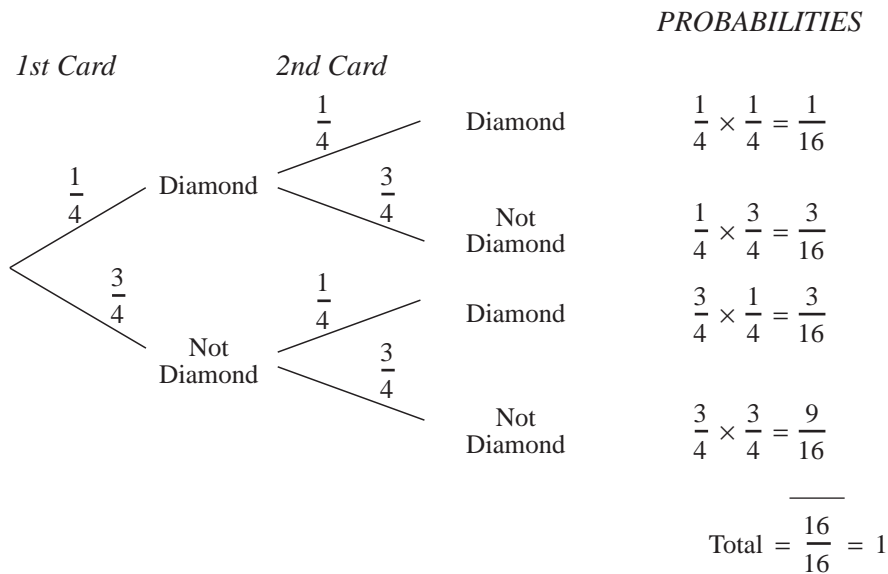 PROBABILITIES
1st Card 2nd Card
1/4 Diamond 1/4 × 1/4 = 1/16
1/4 Diamond 3/4
Not
Diamond 1/4 × 3/4 = 3/16
3/4 1/4 Diamond 3/4 × 1/4 = 3/16
Not
Diamond 3/4
Not
Diamond 3/4 × 3/4 = 9/16
Total = 16/16 = 1